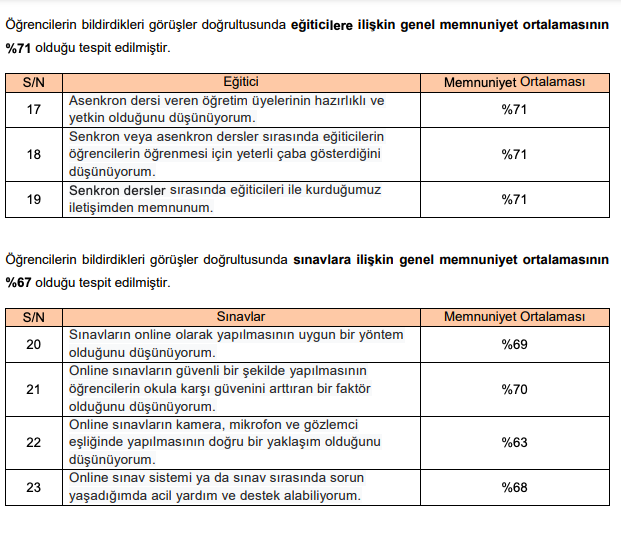 Öğrencilerin bildirdikleri görüşler doğrultusunda eğiticilere ilişkin genel memnuniyet ortalamasının
%71 olduğu tespit edilmiştir.
S/N Eğitici Memnuniyet Ortalaması
17 Asenkron dersi veren öğretim üyelerinin hazırlıklı ve
yetkin olduğunu düşünüyorum. %71
18 Senkron veya asenkron dersler sırasında eğiticilerin
öğrencilerin öğrenmesi için yeterli çaba gösterdiğini
düşünüyorum. %71
19 Senkron dersler sırasında eğiticileri ile kurduğumuz
iletişimden memnunum. %71
Öğrencilerin bildirdikleri görüşler doğrultusunda sınavlara ilişkin genel memnuniyet ortalamasının
%67 olduğu tespit edilmiştir.
S/N Sınavlar Memnuniyet Ortalaması
20 Sınavların online olarak yapılmasının uygun bir yöntem
olduğunu düşünüyorum. %69
21 Online sınavların güvenli bir şekilde yapılmasının
öğrencilerin okula karşı güvenini arttıran bir faktör
olduğunu düşünüyorum. %70
22 Online sınavların kamera, mikrofon ve gözlemci
eşliğinde yapılmasının doğru bir yaklaşım olduğunu
düşünüyorum. %63
23 Online sınav sistemi ya da sınav sırasında sorun
yaşadığımda acil yardım ve destek alabiliyorum. %68